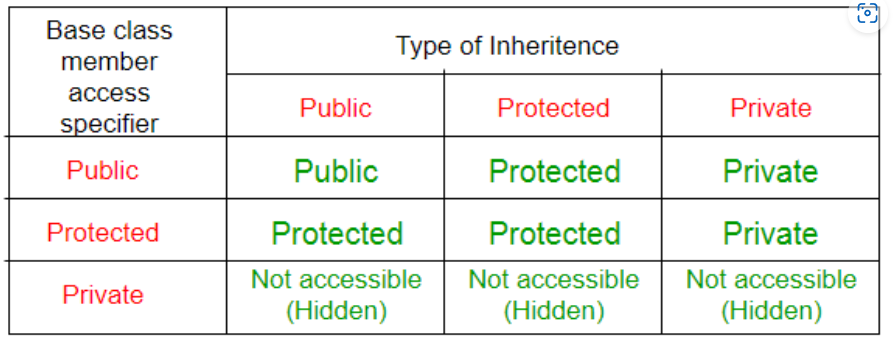 Base class
member
access
specifier
Type of Inheritence
Public
Protected
Private
Public
Public
Protected
Private
Protected
Protected
Protected
Private
Private
Not accessible
(Hidden)
Not accessible
(Hidden)
Not accessible
(Hidden)